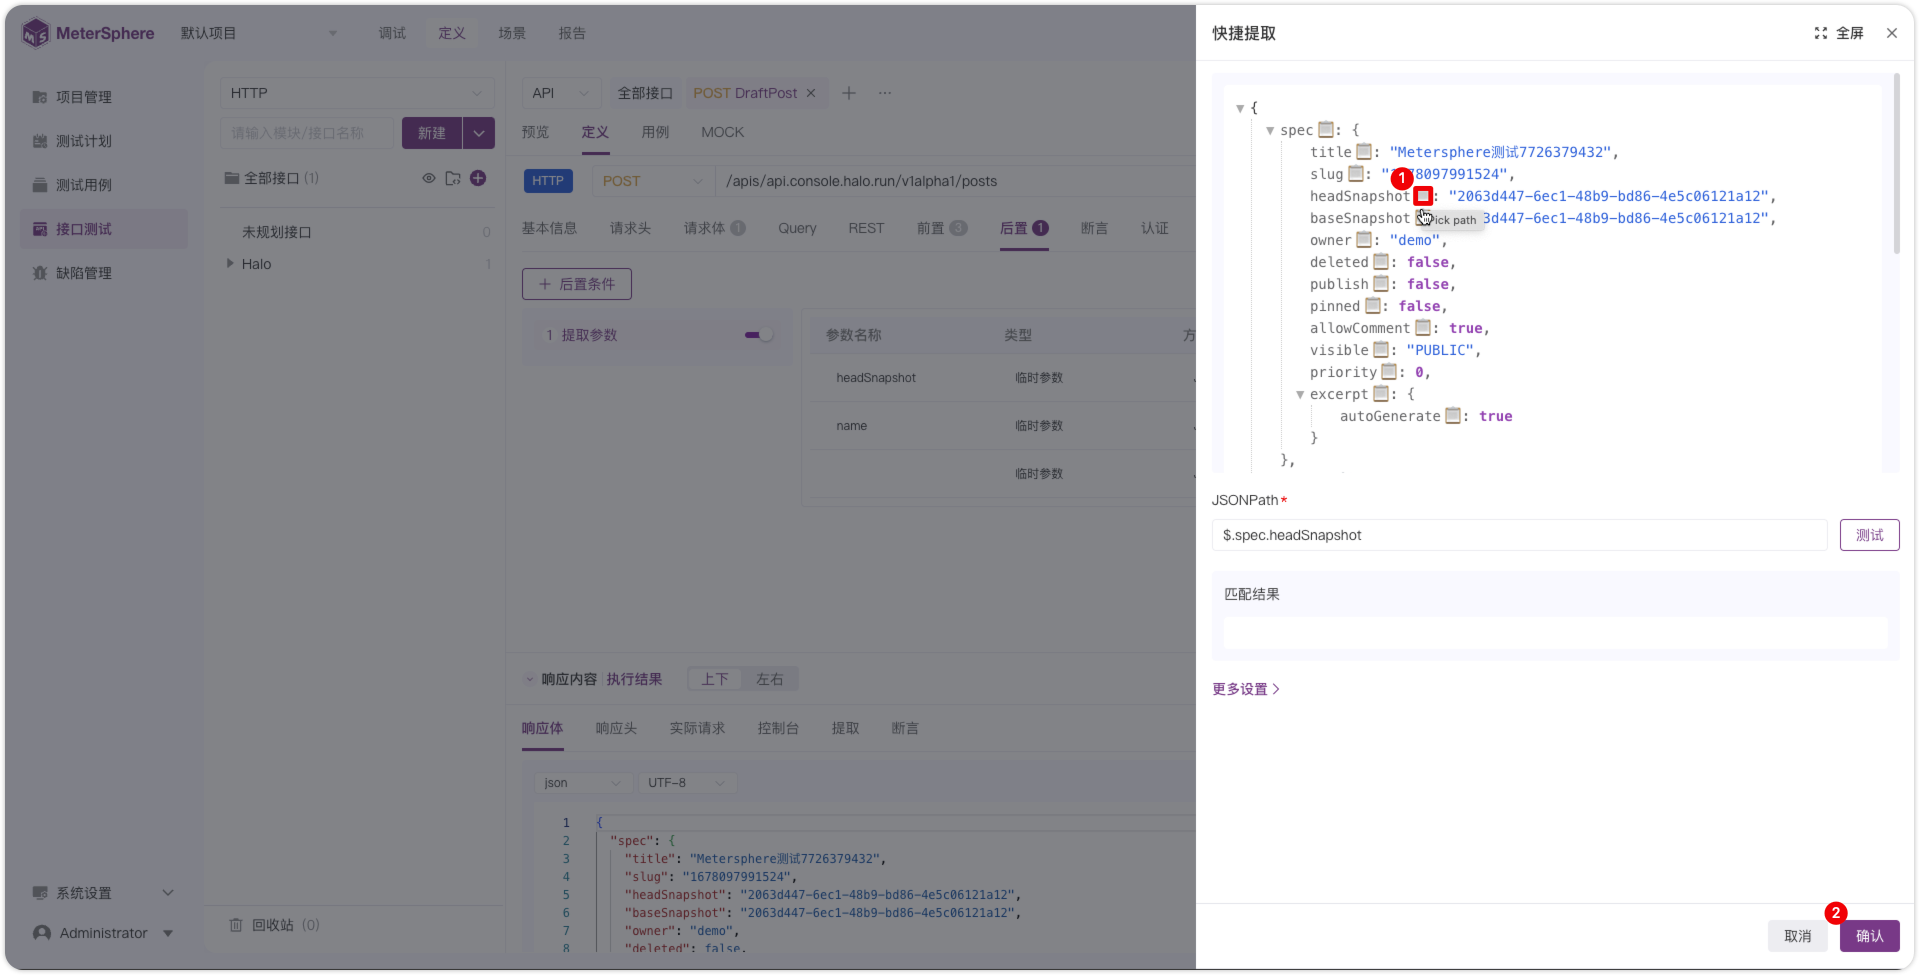 MeterSphere
默认项目
调试 定义 场景 报告
项目管理
测试计划
测试用例
接口测试
缺陷管理
系统设置
Administrator
HTTP
请输入模块/接口名称 新建
全部接口 (1)
未规划接口 0
Halo 1
回收站 (0)
API 全部接口 POST DraftPost
预览 定义 用例 MOCK
HTTP POST /apis/api.console.halo.run/v1alpha1/posts
基本信息 请求头 请求体 1 Query REST 前置 3 后置 1 断言 认证
后置条件
1 提取参数
参数名称 类型 方
headSnapshot 临时参数
name 临时参数
临时参数
响应内容 执行结果 上下 左右
响应体 响应头 实际请求 控制台 提取 断言
json UTF-8
1 {
2 "spec": {
3 "title": "Metersphere测试7726379432",
4 "slug": "1678097991524",
5 "headSnapshot": "2063d447-6ec1-48b9-bd86-4e5c06121a12",
6 "baseSnapshot": "2063d447-6ec1-48b9-bd86-4e5c06121a12",
7 "owner": "demo",
8 "deleted": false,
快捷提取 全屏
{
spec : {
title : "Metersphere测试7726379432",
slug : " 78097991524",
1
headSnapshot : "2063d447-6ec1-48b9-bd86-4e5c06121a12",
baseSnapshot 3d447-6ec1-48b9-bd86-4e5c06121a12",
ick path
owner : "demo",
deleted : false,
publish : false,
pinned : false,
allowComment : true,
visible : "PUBLIC",
priority : 0,
excerpt : {
autoGenerate : true
}
},
JSONPath*
$.spec.headSnapshot 测试
匹配结果
更多设置
2
取消 确认